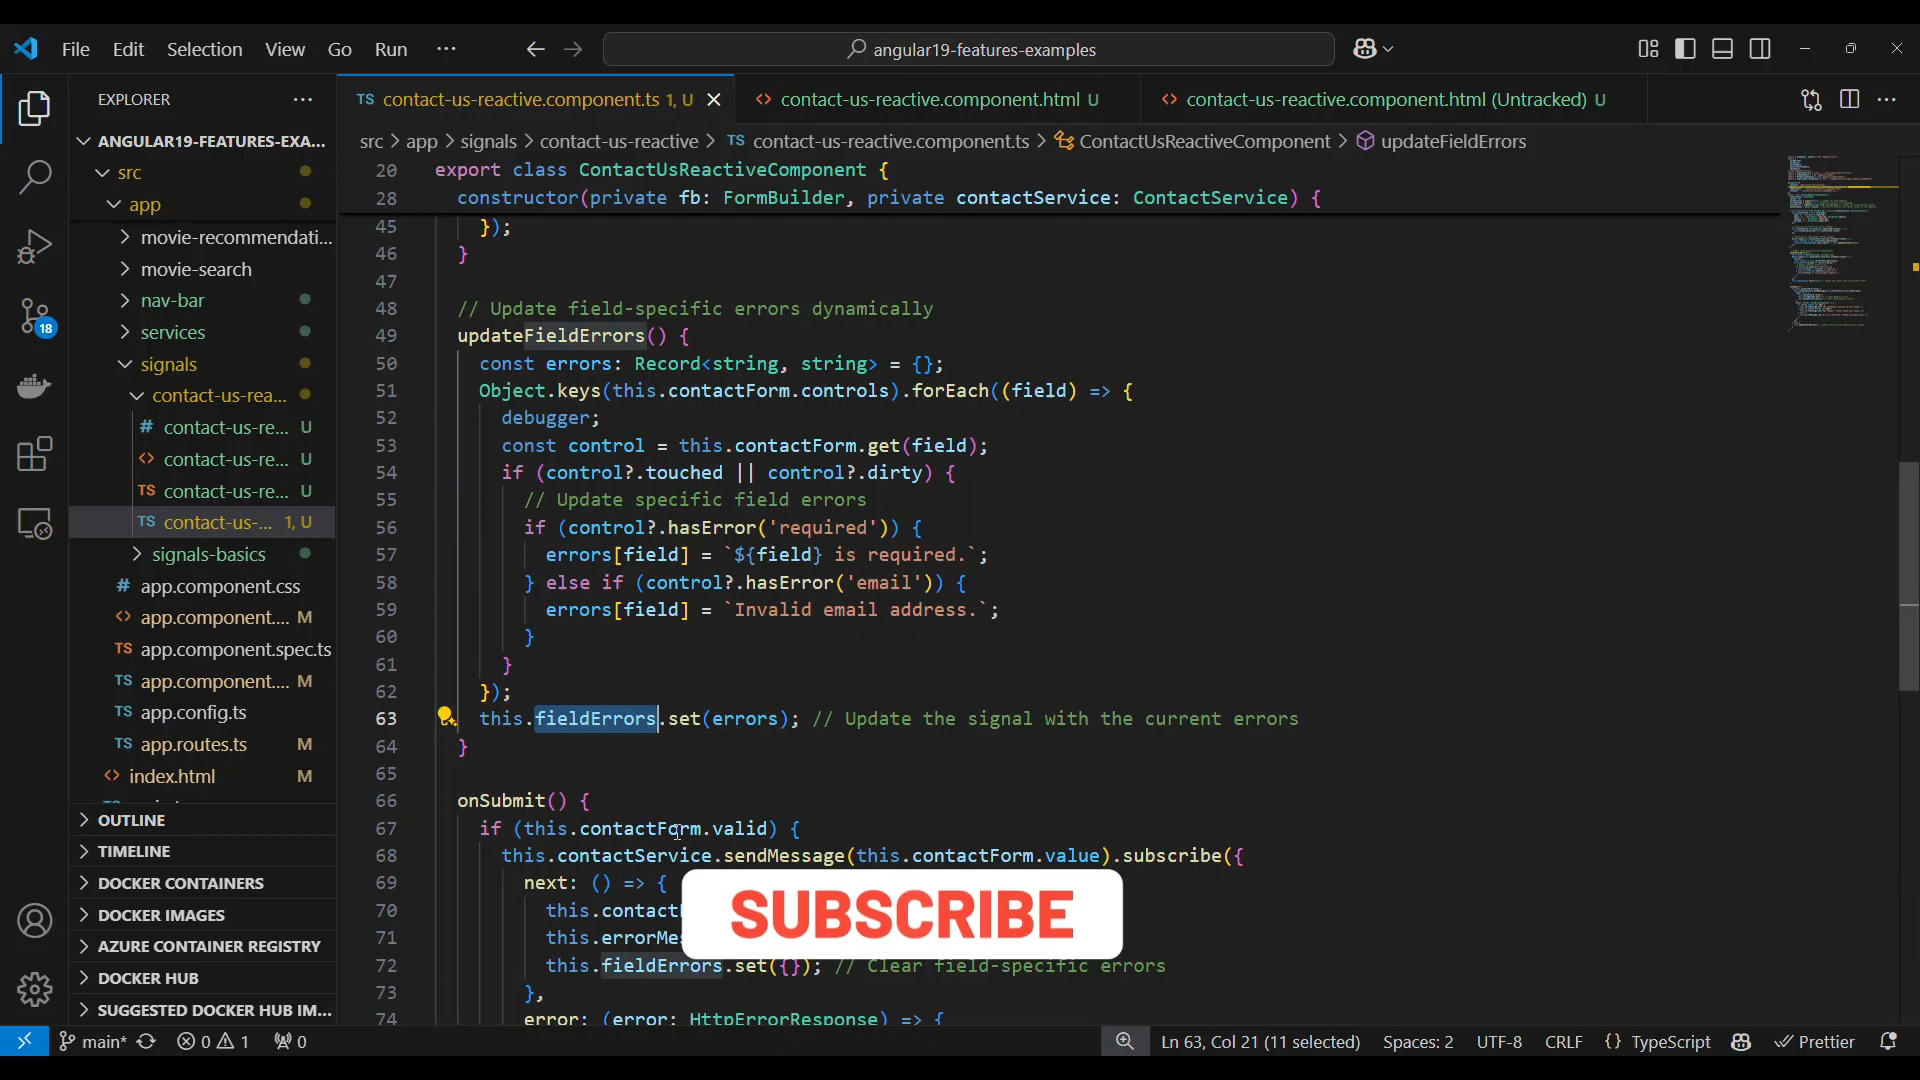 File Edit Selection View Go Run ··· angular19-features-examples
EXPLORER ···
TS contact-us-reactive.component.ts 1, U
<> contact-us-reactive.component.html U
<> contact-us-reactive.component.html (Untracked) U
ANGULAR19-FEATURES-EXA...
src
app
movie-recommendati...
movie-search
nav-bar
services
signals
contact-us-rea...
# contact-us-re... U
<> contact-us-re... U
TS contact-us-re... U
TS contact-us-... 1, U
signals-basics
# app.component.css
<> app.component.... M
TS app.component.spec.ts
TS app.component.... M
TS app.config.ts
TS app.routes.ts M
<> index.html M
OUTLINE
TIMELINE
DOCKER CONTAINERS
DOCKER IMAGES
AZURE CONTAINER REGISTRY
DOCKER HUB
SUGGESTED DOCKER HUB IM...
18
src > app > signals > contact-us-reactive > TS contact-us-reactive.component.ts > ContactUsReactiveComponent > updateFieldErrors
20 export class ContactUsReactiveComponent {
28 constructor(private fb: FormBuilder, private contactService: ContactService) {
45 });
46 }
47
48 // Update field-specific errors dynamically
49 updateFieldErrors() {
50 const errors: Record<string, string> = {};
51 Object.keys(this.contactForm.controls).forEach((field) => {
52 debugger;
53 const control = this.contactForm.get(field);
54 if (control?.touched || control?.dirty) {
55 // Update specific field errors
56 if (control?.hasError('required')) {
57 errors[field] = `${field} is required.`;
58 } else if (control?.hasError('email')) {
59 errors[field] = `Invalid email address.`;
60 }
61 }
62 });
63 this.fieldErrors.set(errors); // Update the signal with the current errors
64 }
65
66 onSubmit() {
67 if (this.contactForm.valid) {
68 this.contactService.sendMessage(this.contactForm.value).subscribe({
69 next: () => {
70 this.contact
71 this.errorMe
72 this.fieldErrors.set({}); // Clear field-specific errors
73 },
74 error: (error: HttpErrorResponse) => {
SUBSCRIBE
main* 0 1 0 Ln 63, Col 21 (11 selected) Spaces: 2 UTF-8 CRLF {} TypeScript Prettier